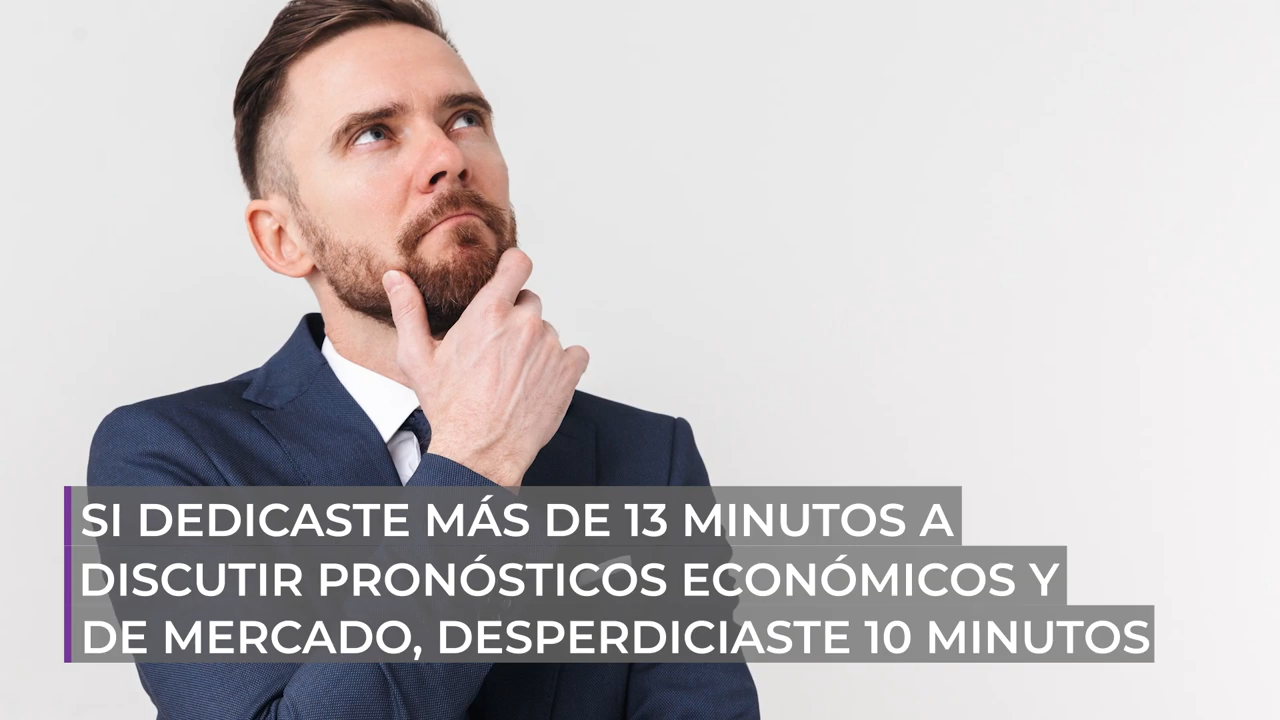 SI DEDICASTE MÁS DE 13 MINUTOS A
DISCUTIR PRONÓSTICOS ECONÓMICOS Y
DE MERCADO, DESPERDICIASTE 10 MINUTOS